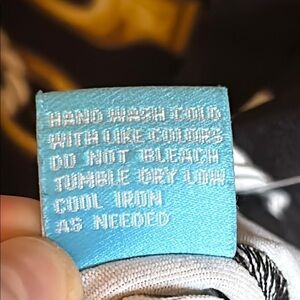 HAND WASH COLD
WITH LIKE COLORS
DO NOT BLEACH
TUMBLE DRY LOW
COOL IRON
AS NEEDED